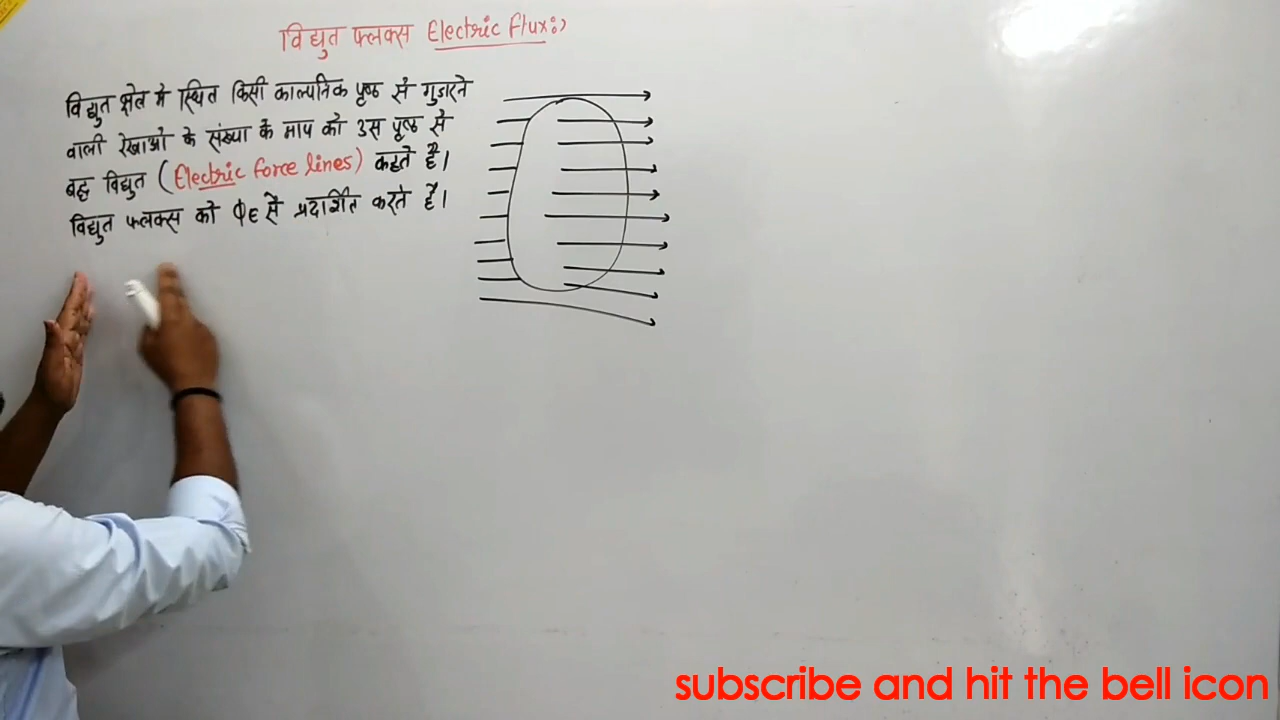 विद्युत फ्लक्स Electric flux:→
विद्युत क्षेत्र मे स्थित किसी काल्पनिक पृष्ठ से गुडारने
वाली रेखाओ के संख्या के माप को उस पृष्ठ से
बद्ध विद्युत (Electric force lines) कहते है।
विद्युत फ्लक्स को ΦE से प्रदर्शित करते है।
subscribe and hit the bell icon